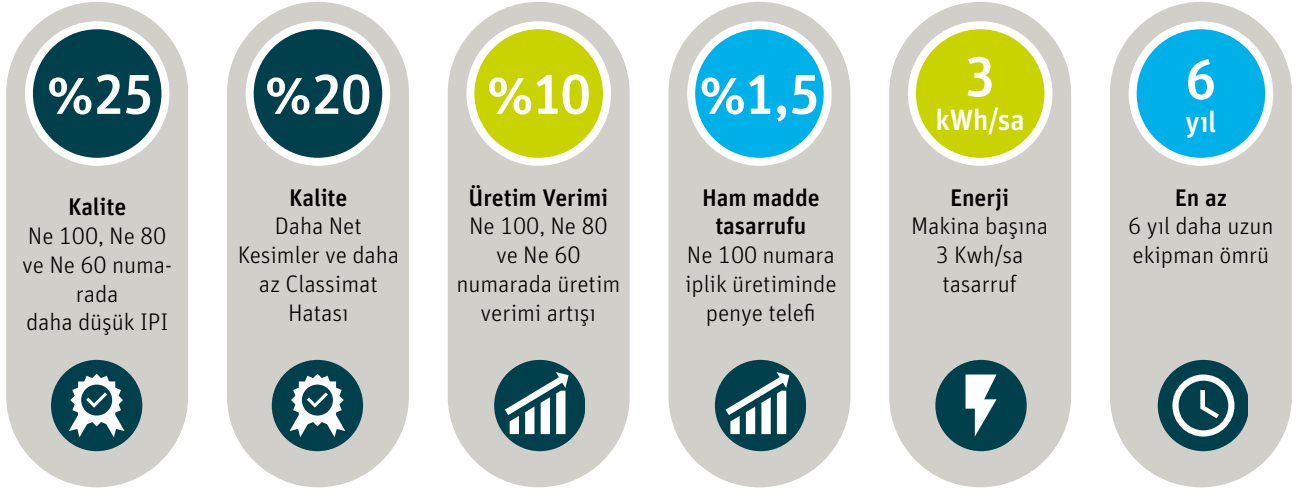 %25
Kalite
Ne 100, Ne 80
ve Ne 60 numa-
rada
daha düşük IPI
%20
Kalite
Daha Net
Kesimler ve daha
az Classimat
Hatası
%10
Üretim Verimi
Ne 100, Ne 80
ve Ne 60
numarada üretim
verimi artışı
%1,5
Ham madde
tasarrufu
Ne 100 numara
iplik üretiminde
penye telefi
3
kWh/sa
Enerji
Makina başına
3 Kwh/sa
tasarruf
6
yıl
En az
6 yıl daha uzun
ekipman ömrü